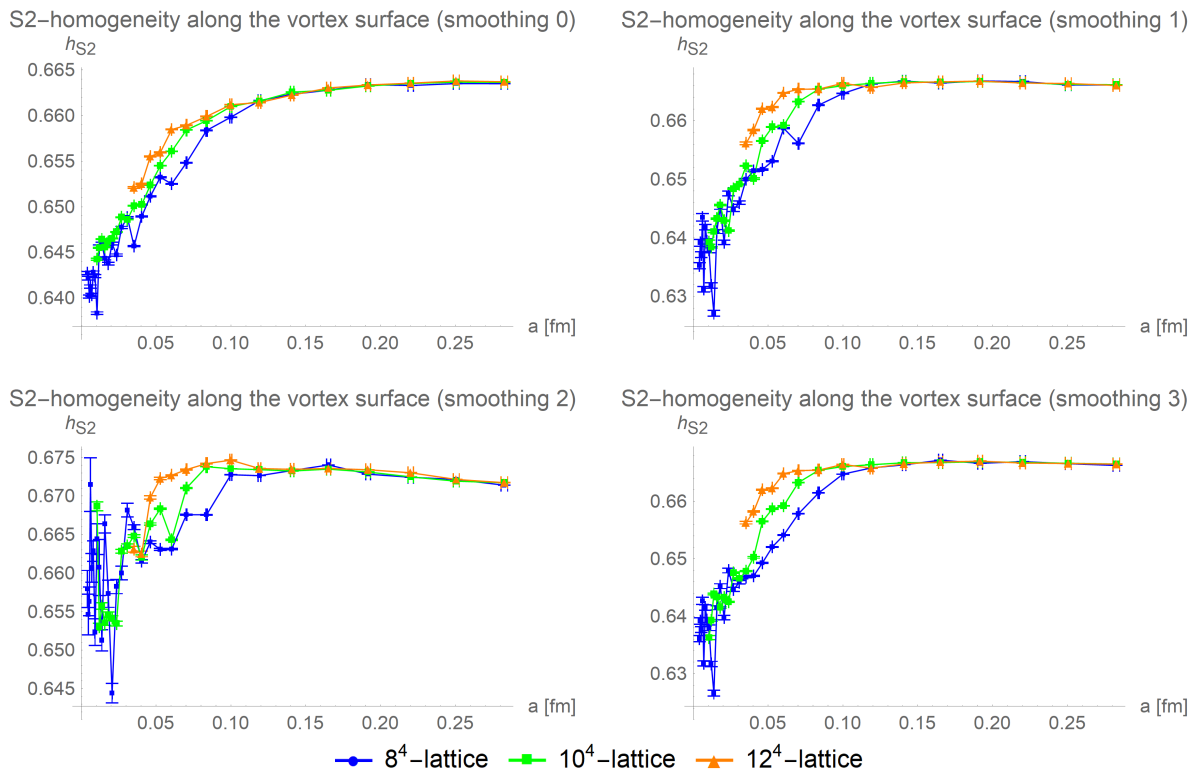 S2−homogeneity along the vortex surface (smoothing 0)
hS2
0.665
0.660
0.655
0.650
0.645
0.640
0.05 0.10 0.15 0.20 0.25
a [fm]
S2−homogeneity along the vortex surface (smoothing 1)
hS2
0.66
0.65
0.64
0.63
0.05 0.10 0.15 0.20 0.25
a [fm]
S2−homogeneity along the vortex surface (smoothing 2)
hS2
0.675
0.670
0.665
0.660
0.655
0.650
0.645
0.05 0.10 0.15 0.20 0.25
a [fm]
S2−homogeneity along the vortex surface (smoothing 3)
hS2
0.66
0.65
0.64
0.63
0.05 0.10 0.15 0.20 0.25
a [fm]
8⁴−lattice 10⁴−lattice 12⁴−lattice